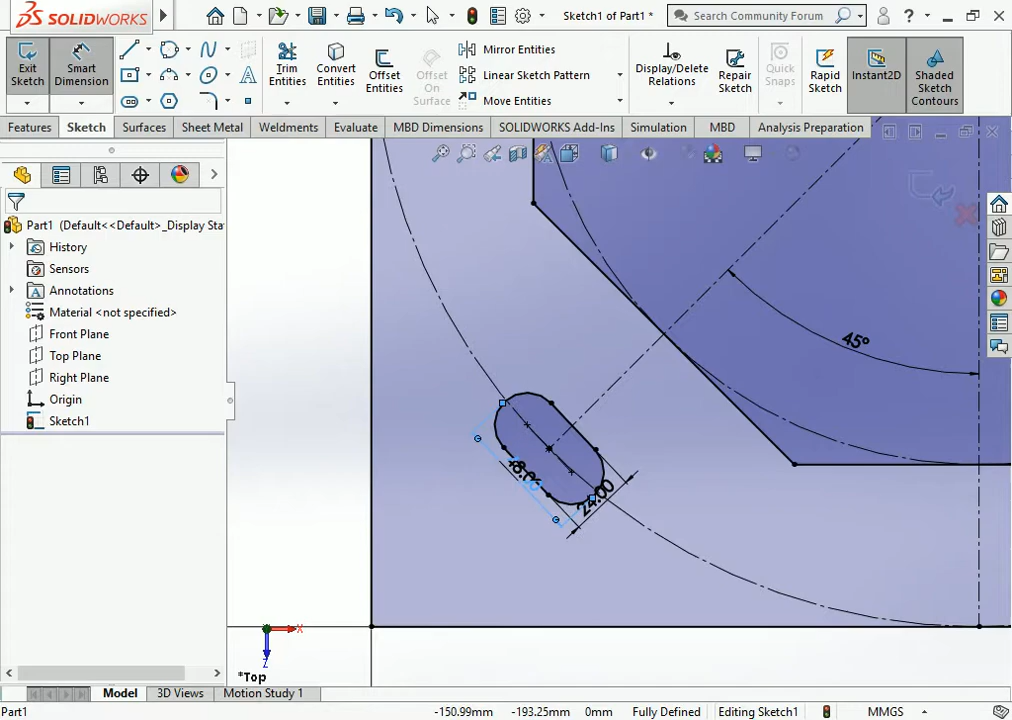 SOLIDWORKS
Sketch1 of Part1 *
Search Community Forum
Exit Sketch
Smart Dimension
Trim Entities
Convert Entities
Offset Entities
Offset On Surface
Mirror Entities
Linear Sketch Pattern
Move Entities
Display/Delete Relations
Repair Sketch
Quick Snaps
Rapid Sketch
Instant2D
Shaded Sketch Contours
Features
Sketch
Surfaces
Sheet Metal
Weldments
Evaluate
MBD Dimensions
SOLIDWORKS Add-Ins
Simulation
MBD
Analysis Preparation
Part1 (Default<<Default>_Display Sta
History
Sensors
Annotations
Material <not specified>
Front Plane
Top Plane
Right Plane
Origin
Sketch1
45°
24.00
X
Z
*Top
Model
3D Views
Motion Study 1
Part1
-150.99mm
-193.25mm
0mm
Fully Defined
Editing Sketch1
MMGS